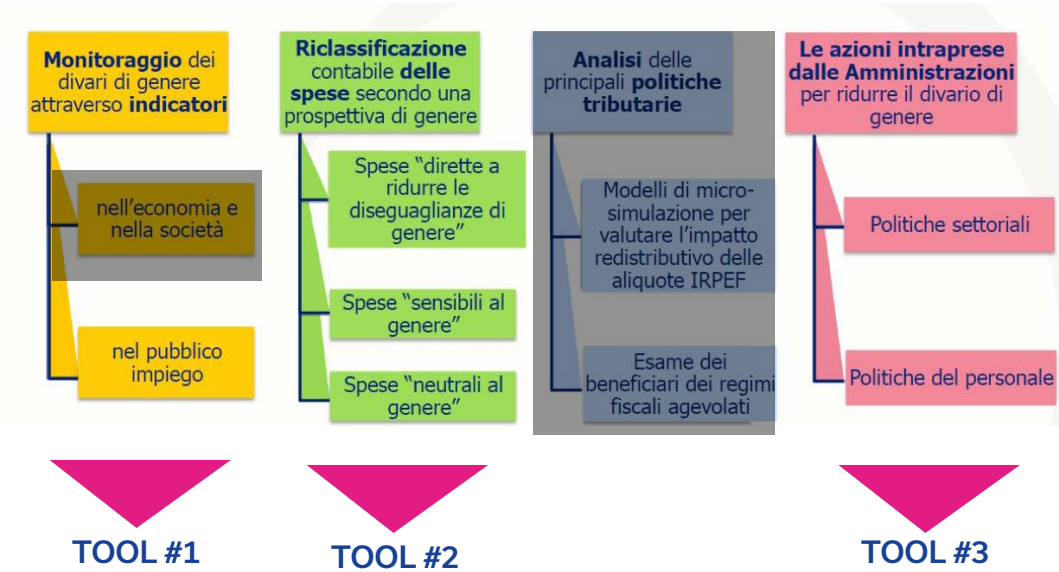 Monitoraggio dei
divari di genere
attraverso indicatori
nell'economia e
nella società
nel pubblico
impiego
Riclassificazione
contabile delle
spese secondo una
prospettiva di genere
Spese “dirette a
ridurre le
diseguaglianze di
genere”
Spese “sensibili al
genere”
Spese “neutrali al
genere”
Analisi delle
principali politiche
tributarie
Modelli di micro-
simulazione per
valutare l'impatto
redistributivo delle
aliquote IRPEF
Esame dei
beneficiari dei regimi
fiscali agevolati
Le azioni intraprese
dalle Amministrazioni
per ridurre il divario di
genere
Politiche settoriali
Politiche del personale
TOOL #1
TOOL #2
TOOL #3